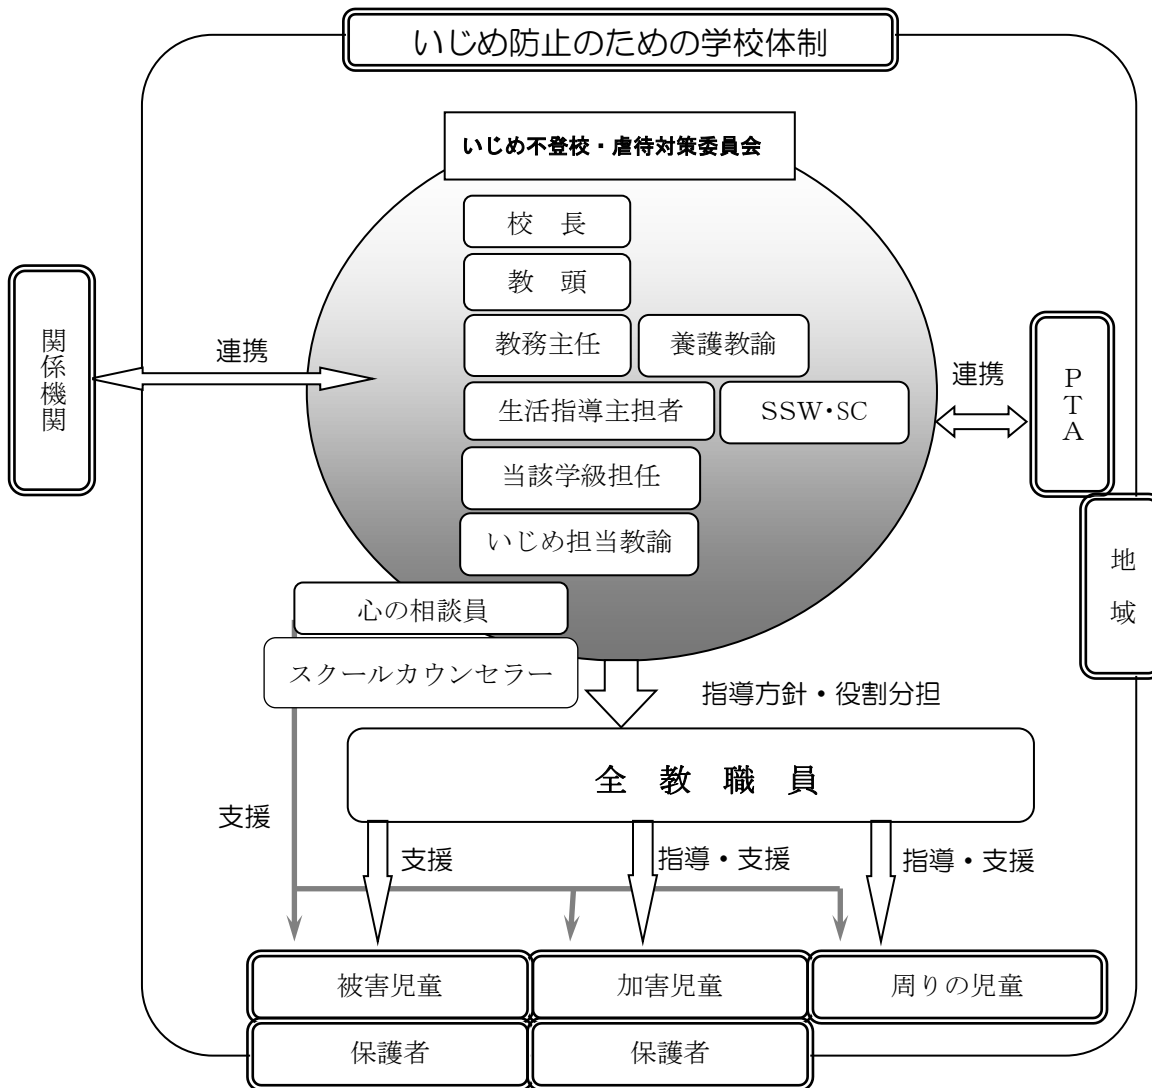 いじめ防止のための学校体制
いじめ不登校・虐待対策委員会
校　長
教　頭
教務主任
養護教諭
生活指導主担者
SSW・SC
当該学級担任
いじめ担当教諭
心の相談員
スクールカウンセラー
関係機関
連携
連携
PTA
地域
指導方針・役割分担
全　教　職　員
支援
支援
指導・支援
指導・支援
被害児童
加害児童
周りの児童
保護者
保護者